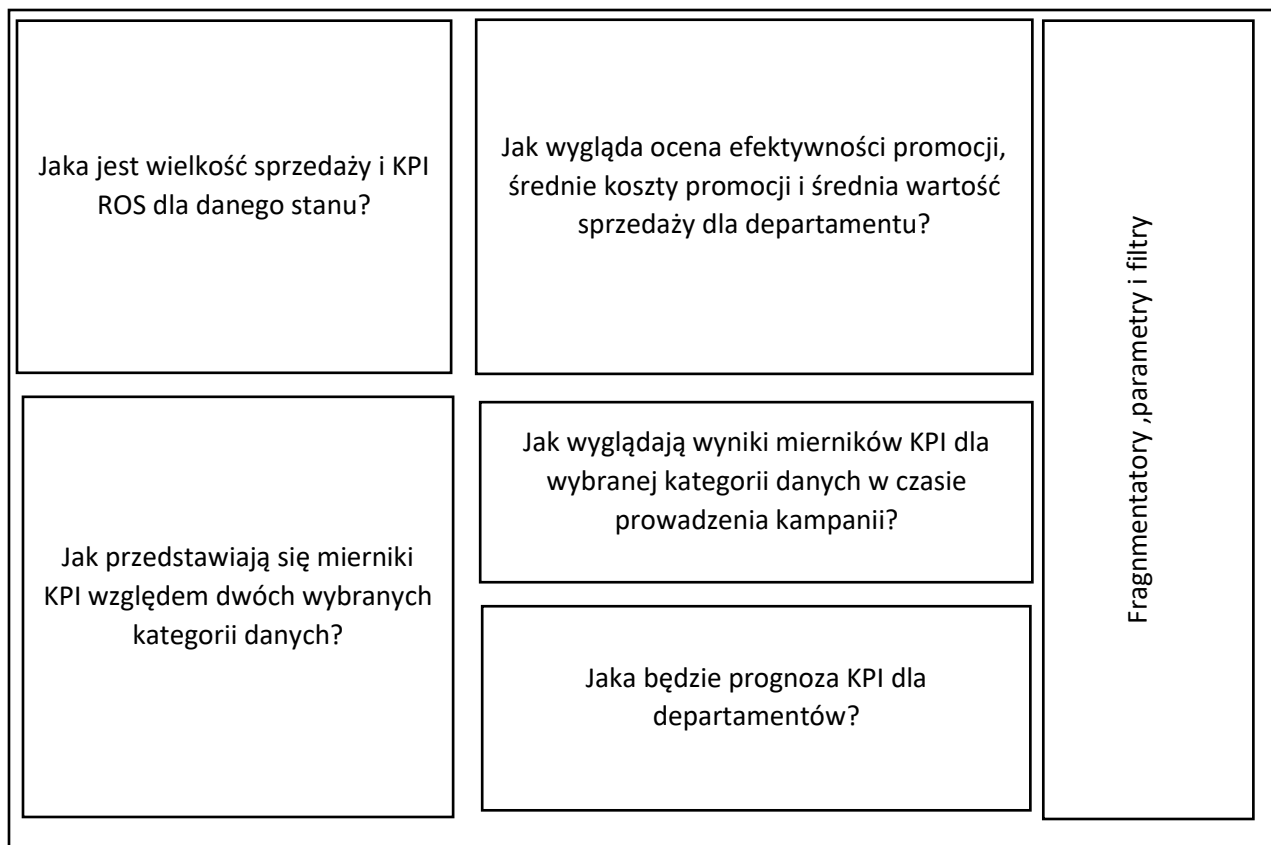 Jaka jest wielkość sprzedaży i KPI
ROS dla danego stanu?
Jak wygląda ocena efektywności promocji,
średnie koszty promocji i średnia wartość
sprzedaży dla departamentu?
Jak przedstawiają się mierniki
KPI względem dwóch wybranych
kategorii danych?
Jak wyglądają wyniki mierników KPI dla
wybranej kategorii danych w czasie
prowadzenia kampanii?
Jaka będzie prognoza KPI dla
departamentów?
Fragnmentatory ,parametry i filtry